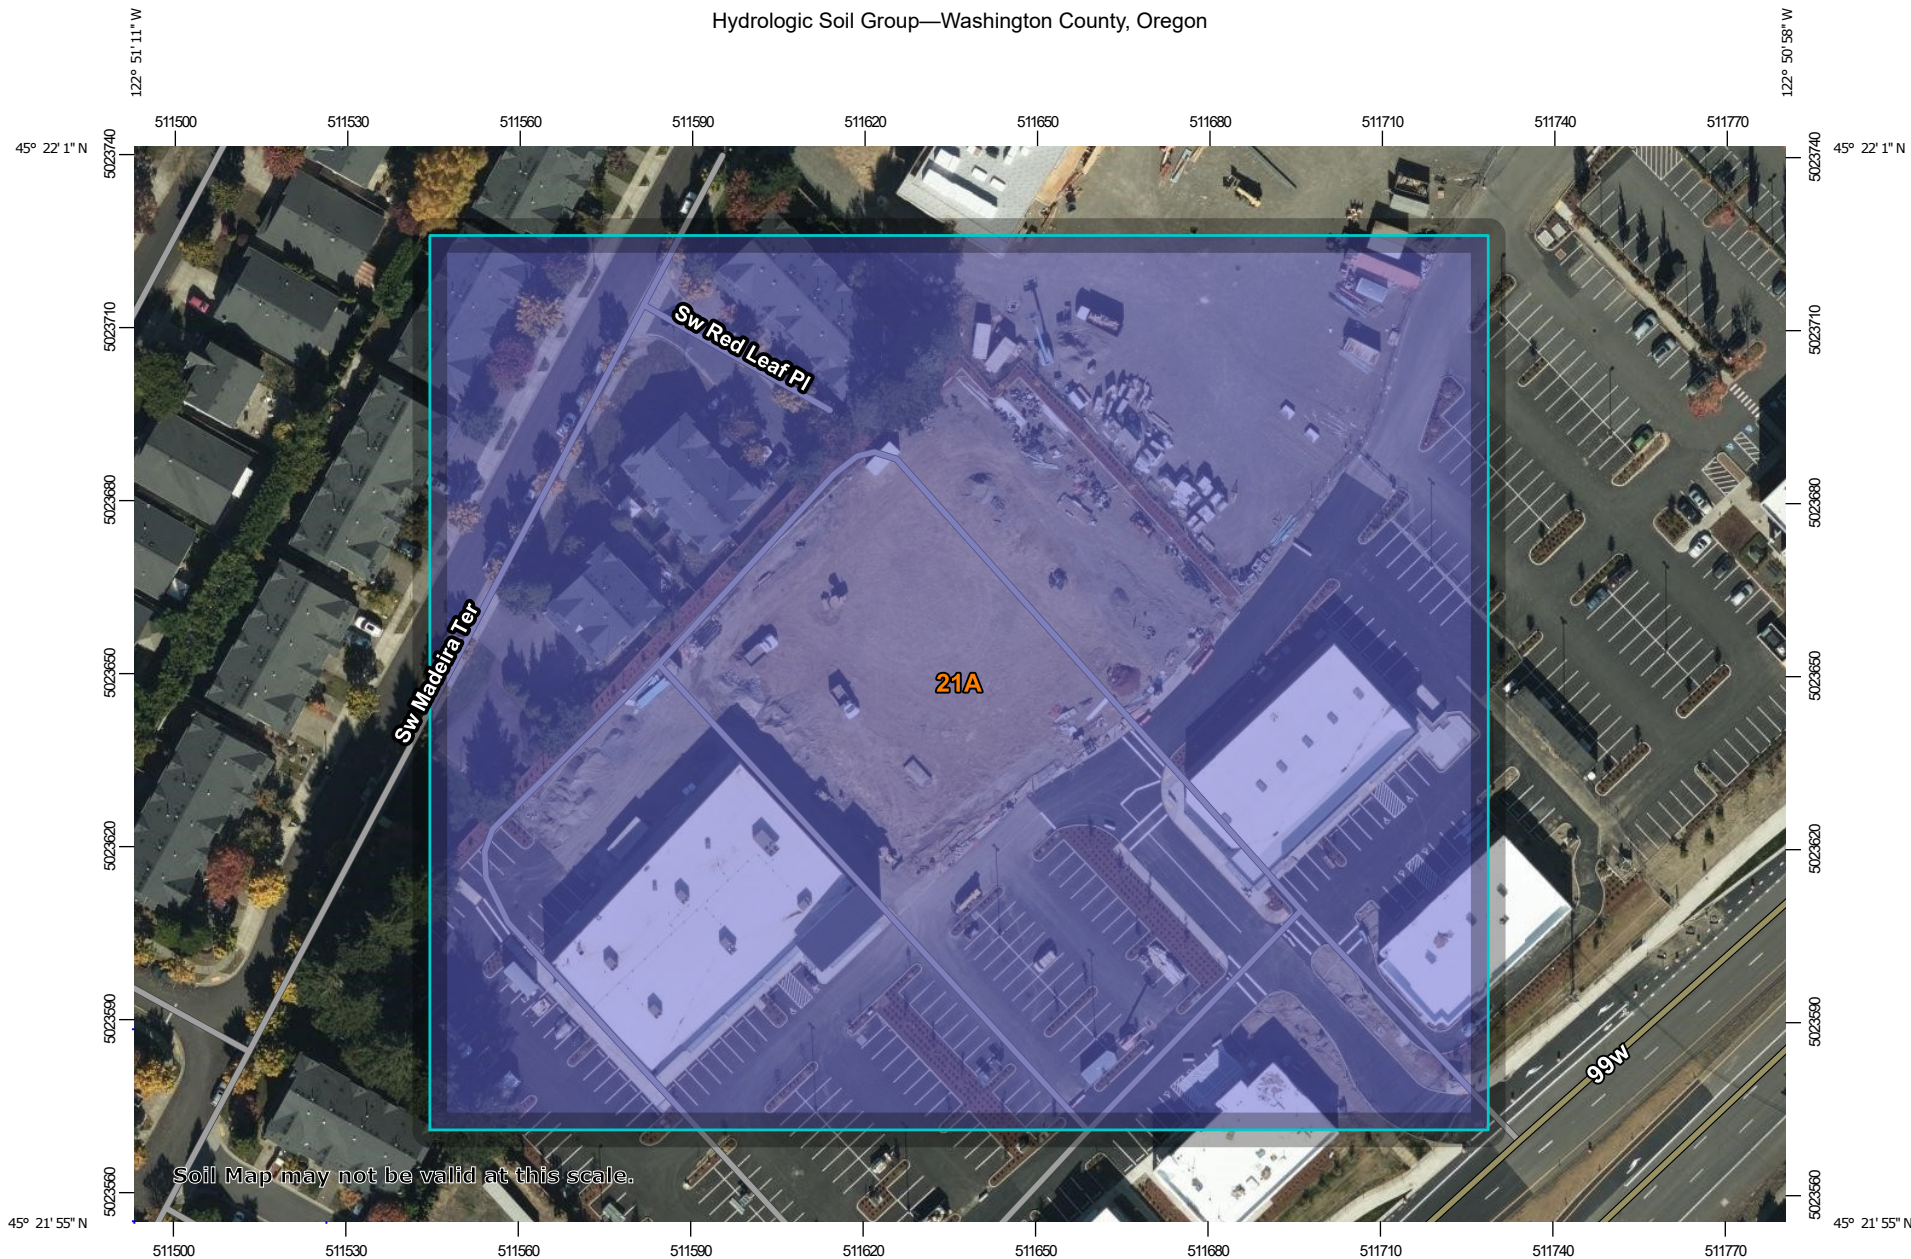 Hydrologic Soil Group—Washington County, Oregon
122° 51' 11" W
122° 50' 58" W
511500 511530 511560 511590 511620 511650 511680 511710 511740 511770
45° 22' 1" N
45° 22' 1" N
5023740
5023740
5023710
5023710
Sw Red Leaf Pl
5023680
5023680
Sw Madeira Ter
5023650
5023650
21A
5023620
5023620
5023590
5023590
99w
Soil Map may not be valid at this scale.
5023560
5023560
45° 21' 55" N
45° 21' 55" N
511500 511530 511560 511590 511620 511650 511680 511710 511740 511770